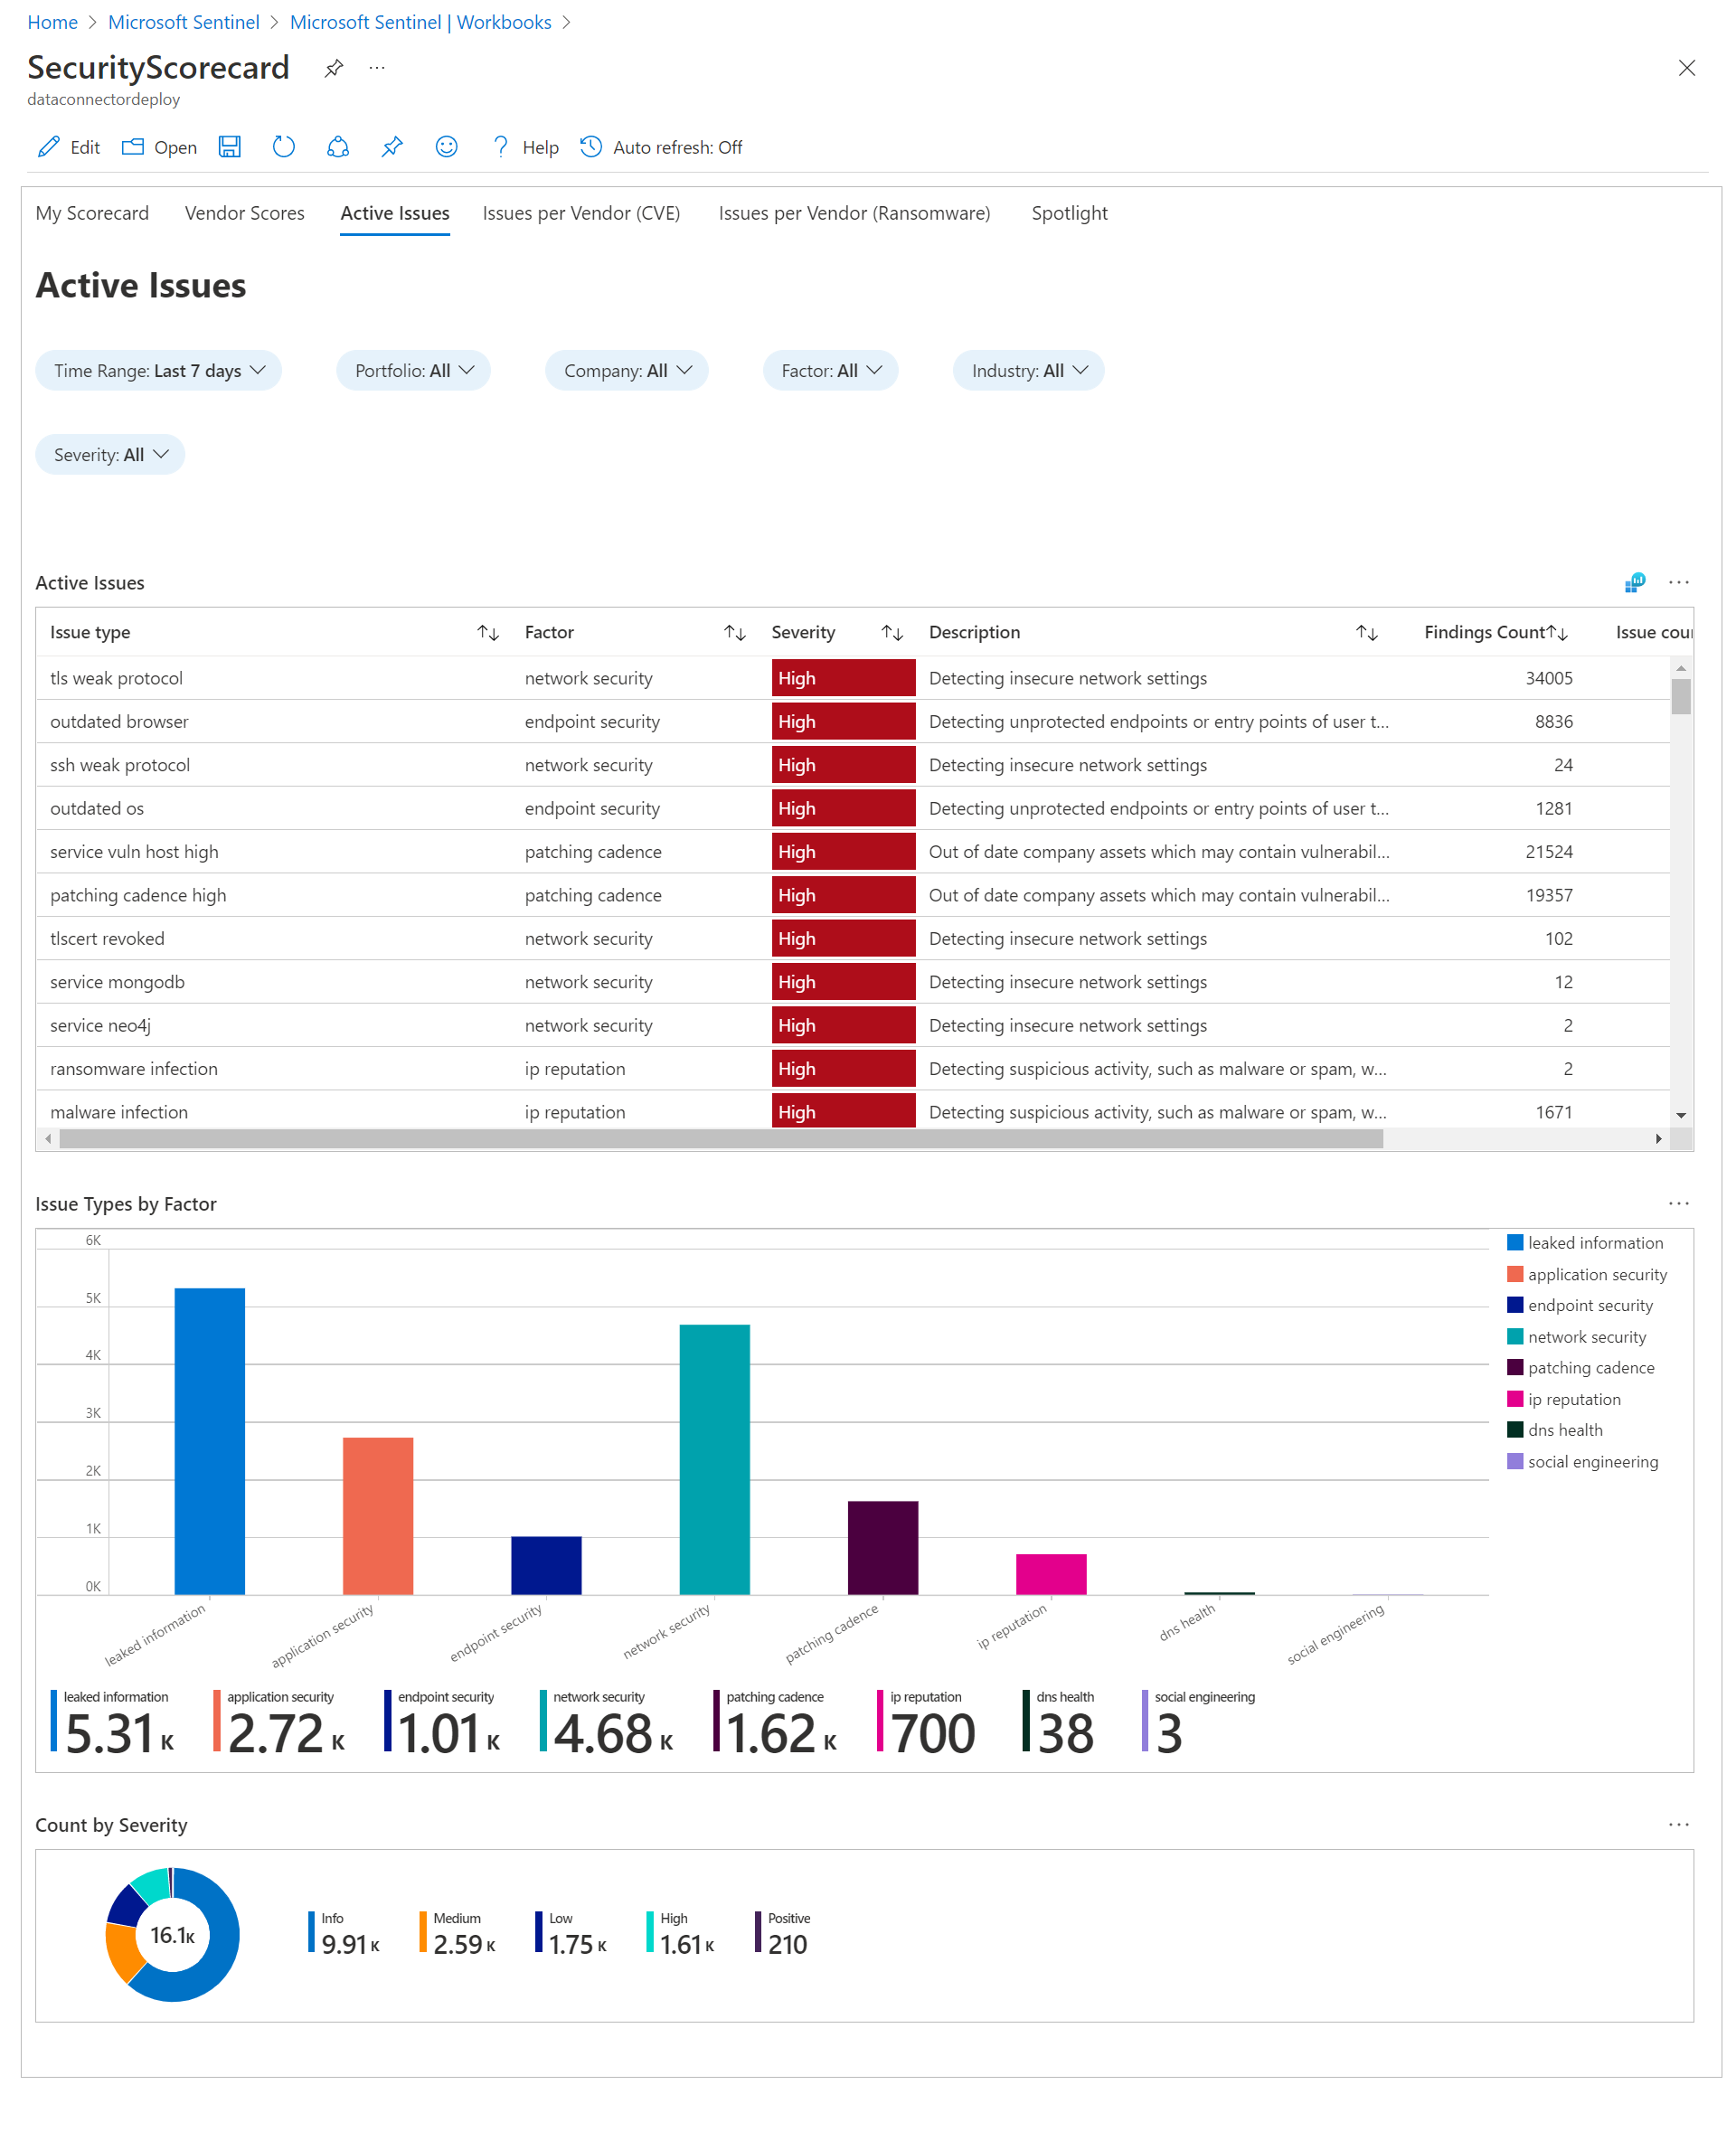 Home > Microsoft Sentinel > Microsoft Sentinel | Workbooks >
SecurityScorecard ...
dataconnectordeploy
Edit Open Help Auto refresh: Off
My Scorecard Vendor Scores Active Issues Issues per Vendor (CVE) Issues per Vendor (Ransomware) Spotlight
Active Issues
Time Range: Last 7 days Portfolio: All Company: All Factor: All Industry: All
Severity: All
Active Issues ...
Issue type Factor Severity Description Findings Count Issue cou
tls weak protocol network security High Detecting insecure network settings 34005
outdated browser endpoint security High Detecting unprotected endpoints or entry points of user t... 8836
ssh weak protocol network security High Detecting insecure network settings 24
outdated os endpoint security High Detecting unprotected endpoints or entry points of user t... 1281
service vuln host high patching cadence High Out of date company assets which may contain vulnerabil... 21524
patching cadence high patching cadence High Out of date company assets which may contain vulnerabil... 19357
tlscert revoked network security High Detecting insecure network settings 102
service mongodb network security High Detecting insecure network settings 12
service neo4j network security High Detecting insecure network settings 2
ransomware infection ip reputation High Detecting suspicious activity, such as malware or spam, w... 2
malware infection ip reputation High Detecting suspicious activity, such as malware or spam, w... 1671
Issue Types by Factor ...
6K
5K
4K
3K
2K
1K
0K
leaked information application security endpoint security network security patching cadence ip reputation dns health social engineering
leaked information
application security
endpoint security
network security
patching cadence
ip reputation
dns health
social engineering
leaked information application security endpoint security network security patching cadence ip reputation dns health social engineering
5.31 K 2.72 K 1.01 K 4.68 K 1.62 K 700 38 3
Count by Severity ...
16.1K
Info Medium Low High Positive
9.91 K 2.59 K 1.75 K 1.61 K 210